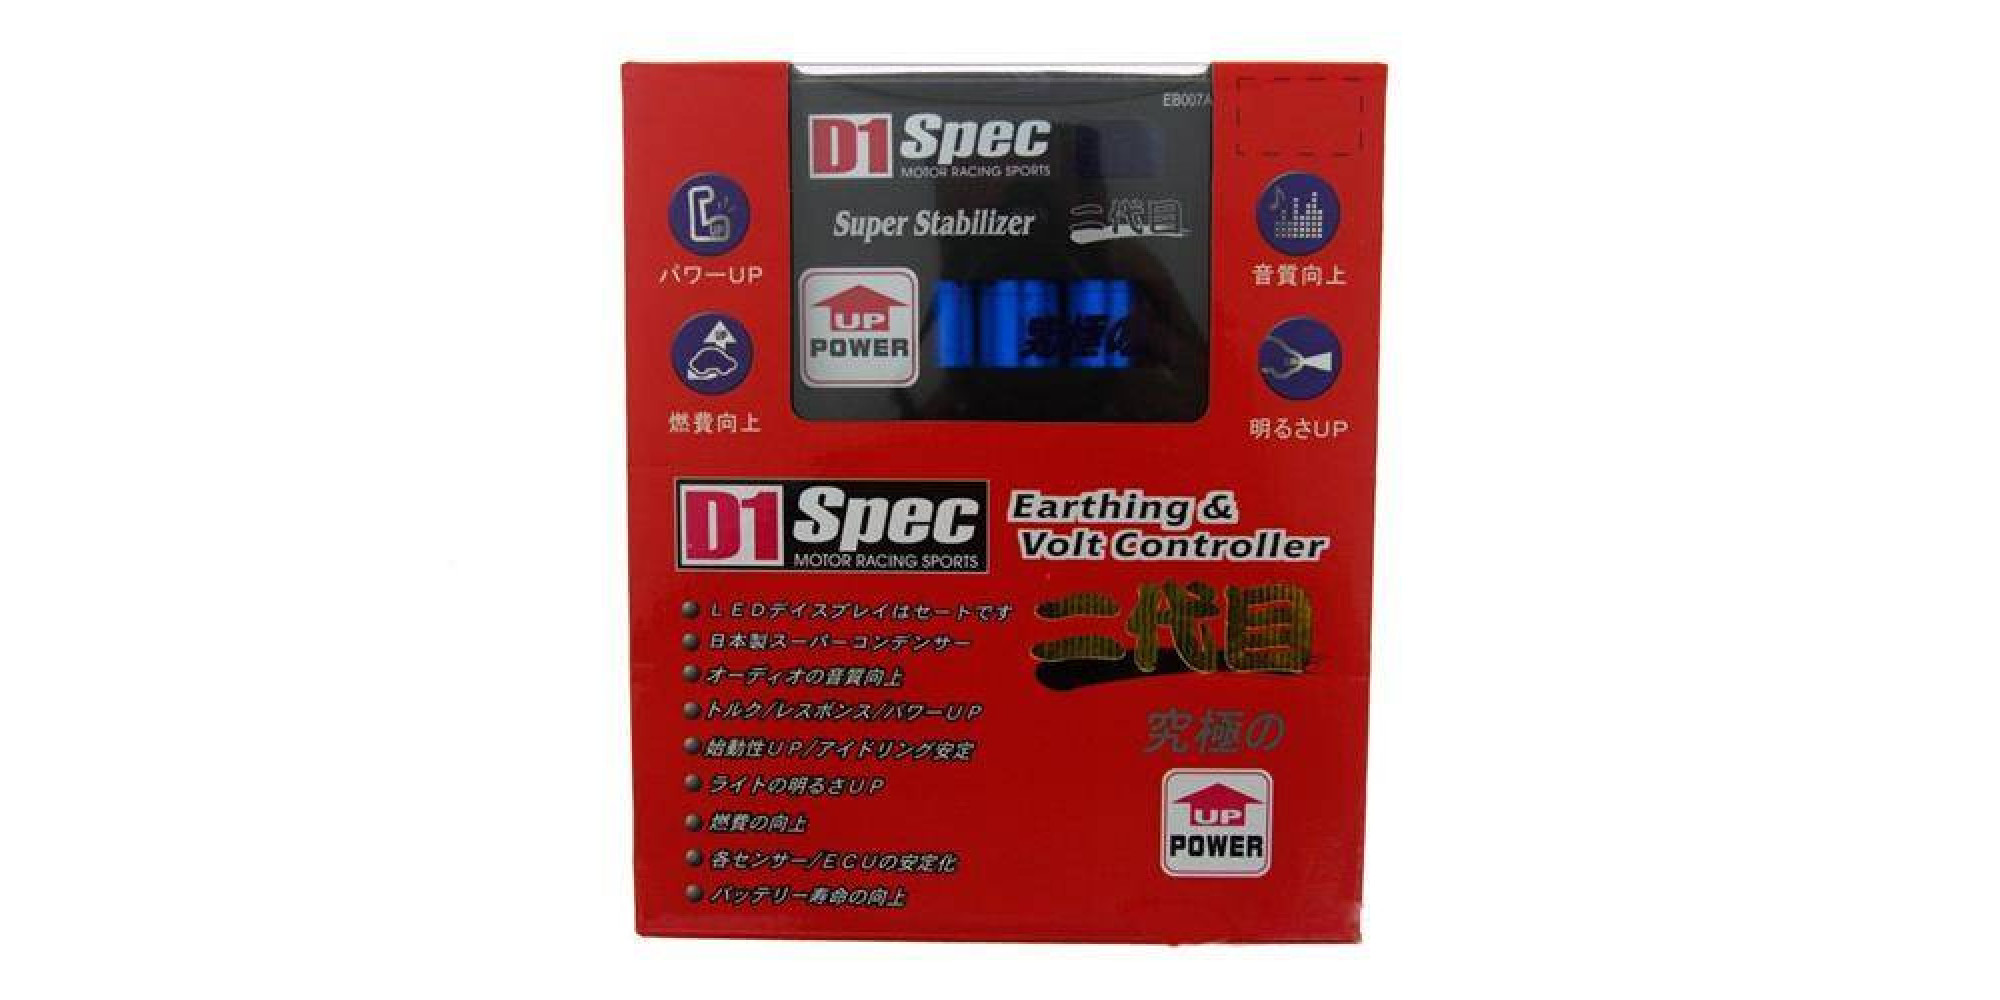 EB007A
D1 Spec
MOTOR RACING SPORTS
Super Stabilizer 二代目
UP
POWER
究極の
パワーUP
音質向上
燃費向上
明るさUP
D1 Spec
MOTOR RACING SPORTS
Earthing &
Volt Controller
二代目
究極の
UP
POWER
LEDデイスプレイはセートです
日本製スーパーコンデンサー
オーディオの音質向上
トルク/レスポンス/パワーUP
始動性UP/アイドリング安定
ライトの明るさUP
燃費の向上
各センサー/ECUの安定化
バッテリー寿命の向上